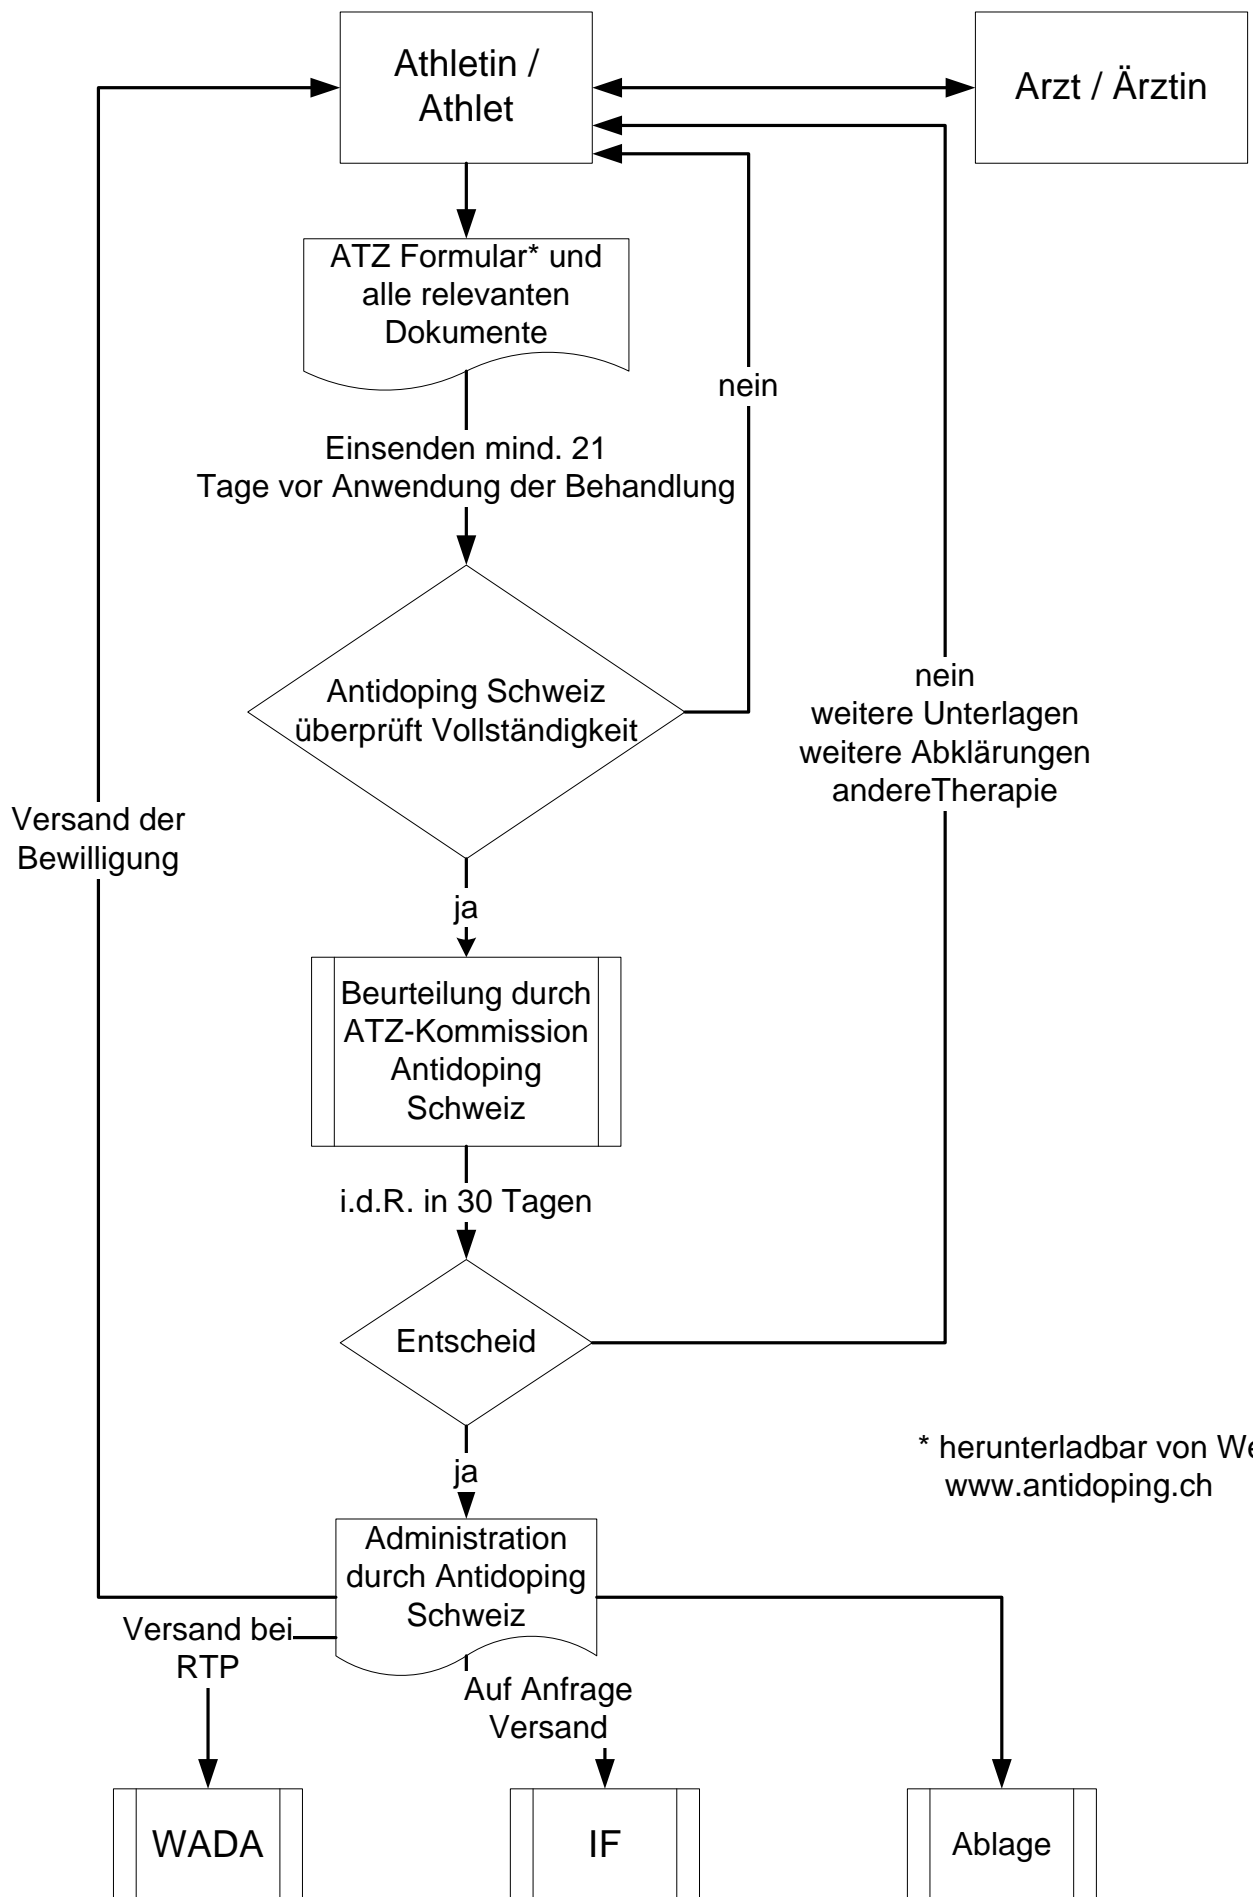 Athletin /
Athlet
Arzt / Ärztin
ATZ Formular* und
alle relevanten
Dokumente
nein
Einsenden mind. 21
Tage vor Anwendung der Behandlung
Antidoping Schweiz
überprüft Vollständigkeit
nein
weitere Unterlagen
weitere Abklärungen
andereTherapie
Versand der
Bewilligung
ja
Beurteilung durch
ATZ-Kommission
Antidoping
Schweiz
i.d.R. in 30 Tagen
Entscheid
* herunterladbar von
www.antidoping.ch
ja
Administration
durch Antidoping
Schweiz
Versand bei
RTP
Auf Anfrage
Versand
WADA
IF
Ablage